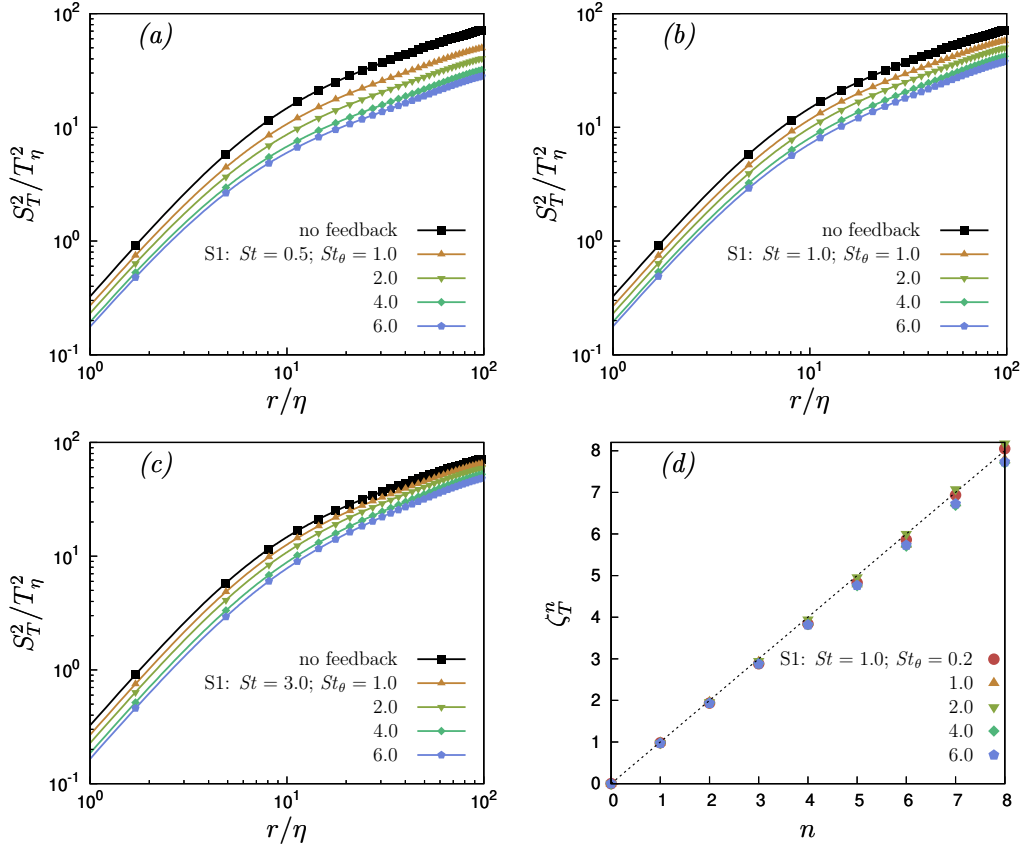 (a)
10^2
10^1
10^0
10^-1
S_T^2/T_η^2
no feedback
S1: St = 0.5; St_θ = 1.0
2.0
4.0
6.0
10^0
10^1
10^2
r/η
(b)
10^2
10^1
10^0
10^-1
S_T^2/T_η^2
no feedback
S1: St = 1.0; St_θ = 1.0
2.0
4.0
6.0
10^0
10^1
10^2
r/η
(c)
10^2
10^1
10^0
10^-1
S_T^2/T_η^2
no feedback
S1: St = 3.0; St_θ = 1.0
2.0
4.0
6.0
10^0
10^1
10^2
r/η
(d)
8
7
6
5
4
3
2
1
0
ζ_T^n
S1: St = 1.0; St_θ = 0.2
1.0
2.0
4.0
6.0
0 1 2 3 4 5 6 7 8
n